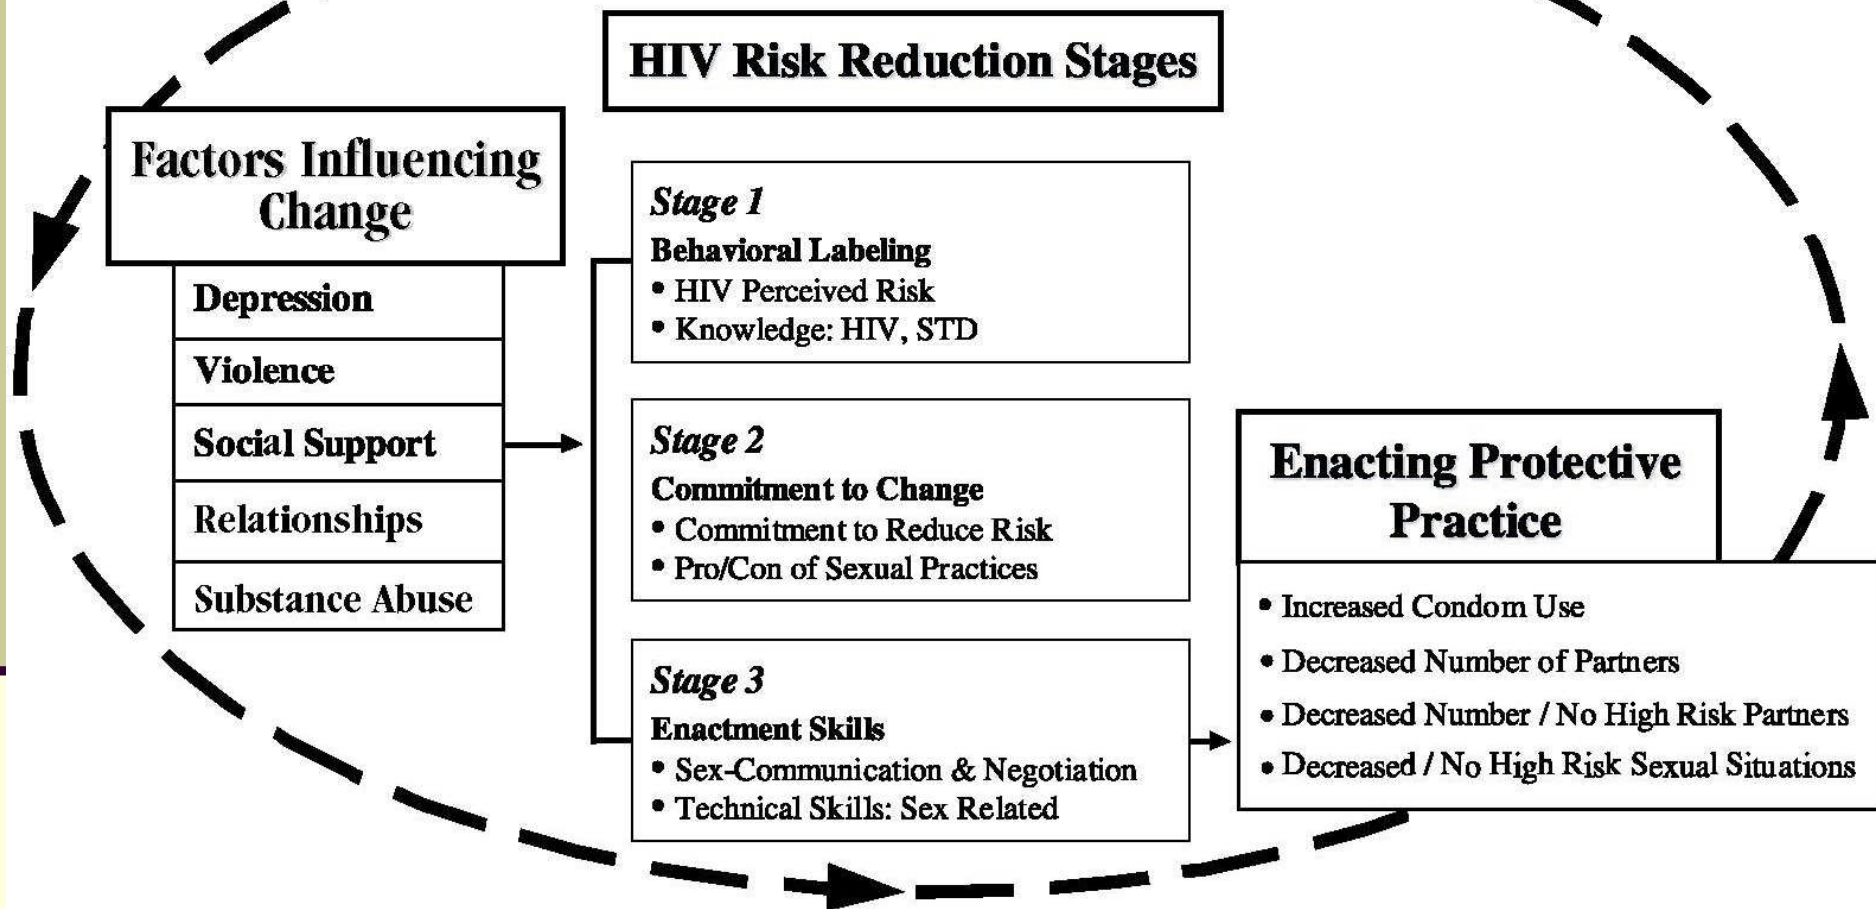 HIV Risk Reduction Stages
Factors Influencing
Change
Depression
Violence
Social Support
Relationships
Substance Abuse
Stage 1
Behavioral Labeling
• HIV Perceived Risk
• Knowledge: HIV, STD
Stage 2
Commitment to Change
• Commitment to Reduce Risk
• Pro/Con of Sexual Practices
Stage 3
Enactment Skills
• Sex-Communication & Negotiation
• Technical Skills: Sex Related
Enacting Protective
Practice
• Increased Condom Use
• Decreased Number of Partners
• Decreased Number / No High Risk Partners
• Decreased / No High Risk Sexual Situations